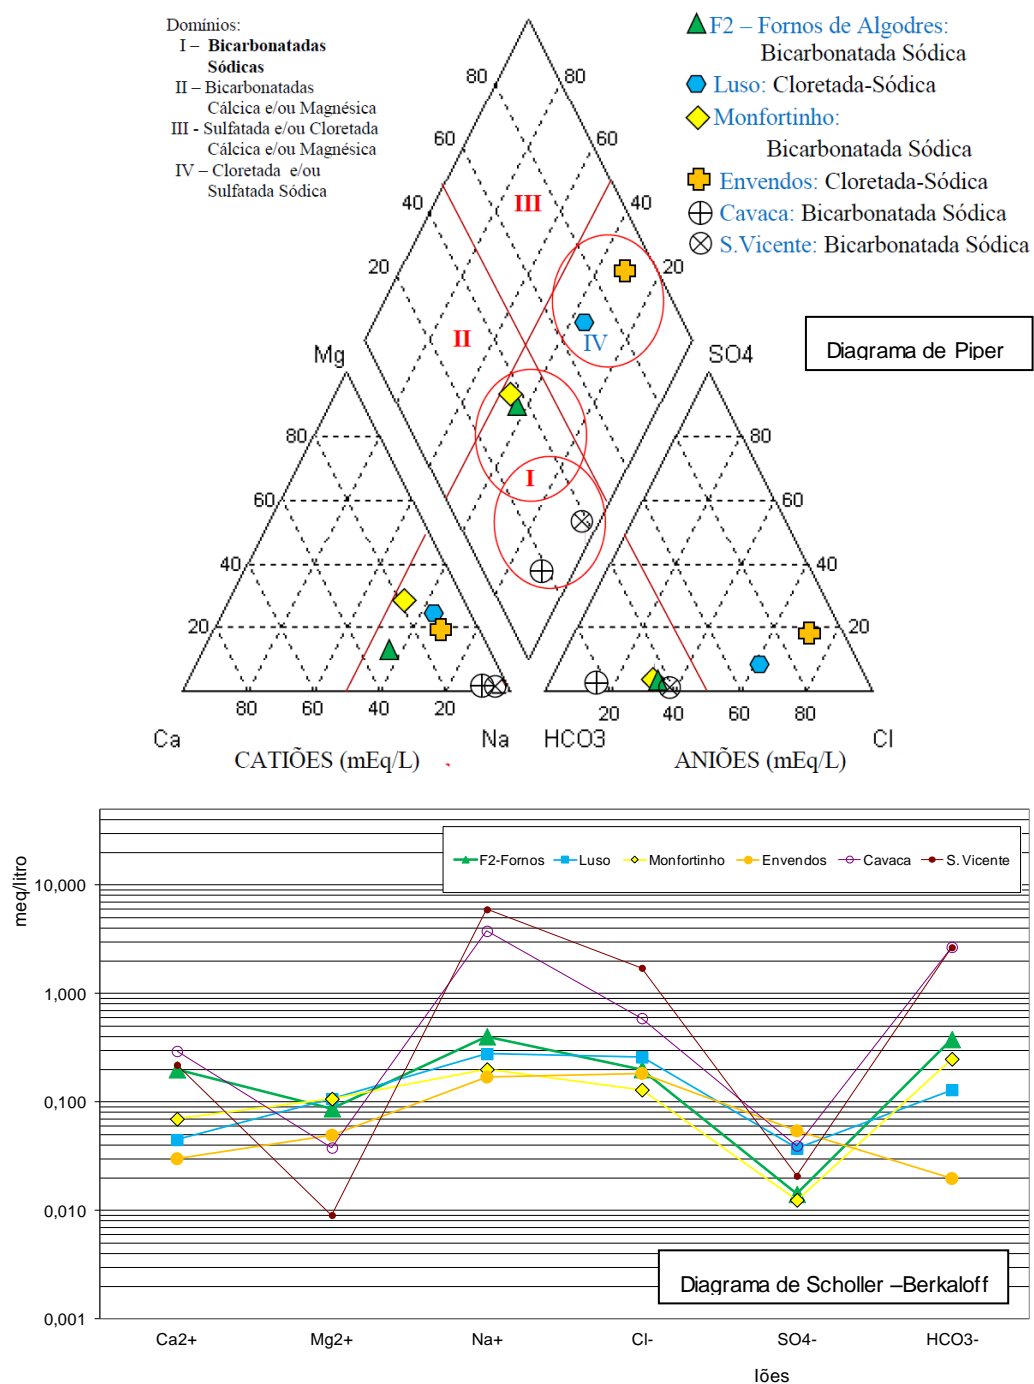 Domínios:
I – Bicarbonatadas
Sódicas
II – Bicarbonatadas
Cálcica e/ou Magnésica
III - Sulfatada e/ou Cloretada
Cálcica e/ou Magnésica
IV – Cloretada e/ou
Sulfatada Sódica
F2 – Fornos de Algodres:
Bicarbonatada Sódica
Luso: Cloretada-Sódica
Monfortinho:
Bicarbonatada Sódica
Envendos: Cloretada-Sódica
Cavaca: Bicarbonatada Sódica
S.Vicente: Bicarbonatada Sódica
80 80
60 60
40 III 40
20 20
II IV
Mg SO4
Diagrama de Piper
I
80 80
60 60
40 40
20 20
80 60 40 20 20 40 60 80
Ca Na HCO3 Cl
CATIÕES (mEq/L) ANIÕES (mEq/L)
meq/litro
F2-Fornos Luso Monfortinho Envendos Cavaca S. Vicente
10,000
1,000
0,100
0,010
0,001
Diagrama de Scholler –Berkaloff
Ca2+ Mg2+ Na+ Cl- SO4- HCO3-
Iões